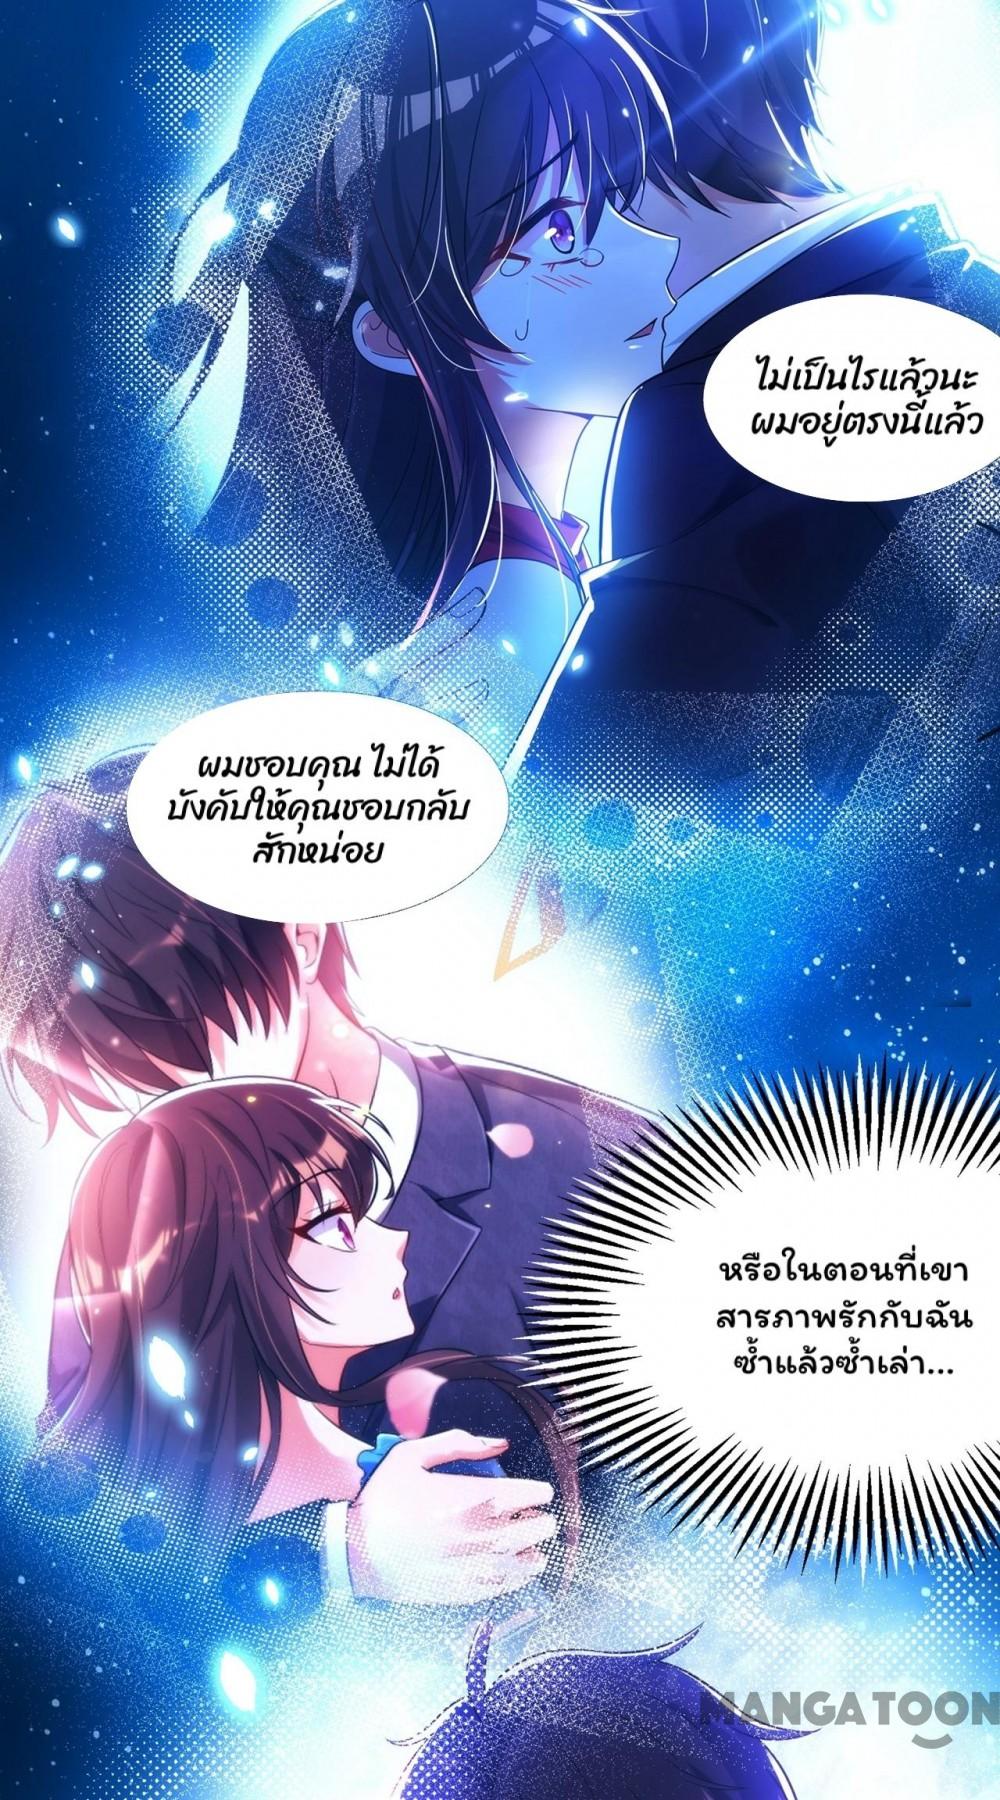 ไม่เป็นไรแล้วนะ
ผมอยู่ตรงนี้แล้ว
ผมชอบคุณ ไม่ได้
บังคับให้คุณชอบกลับ
สักหน่อย
หรือในตอนที่เขา
สารภาพรักกับฉัน
ซ้ำแล้วซ้ำเล่า...
MANGATOON